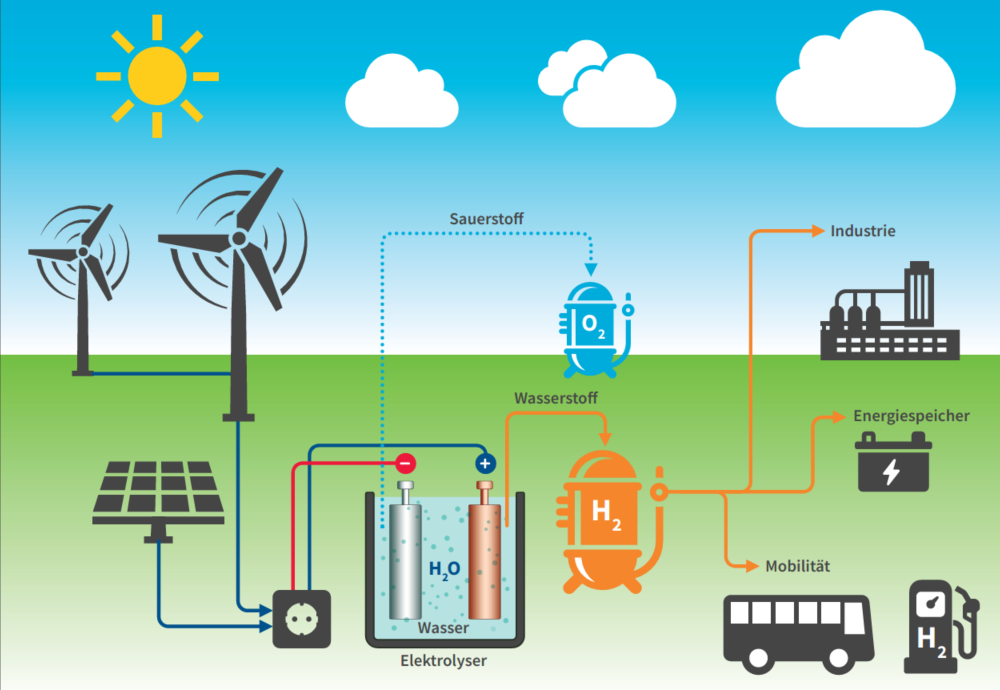 Sauerstoff
Industrie
O₂
Wasserstoff
Energiespeicher
−
+
H₂
H₂O
Mobilität
Wasser
H₂
Elektrolyser